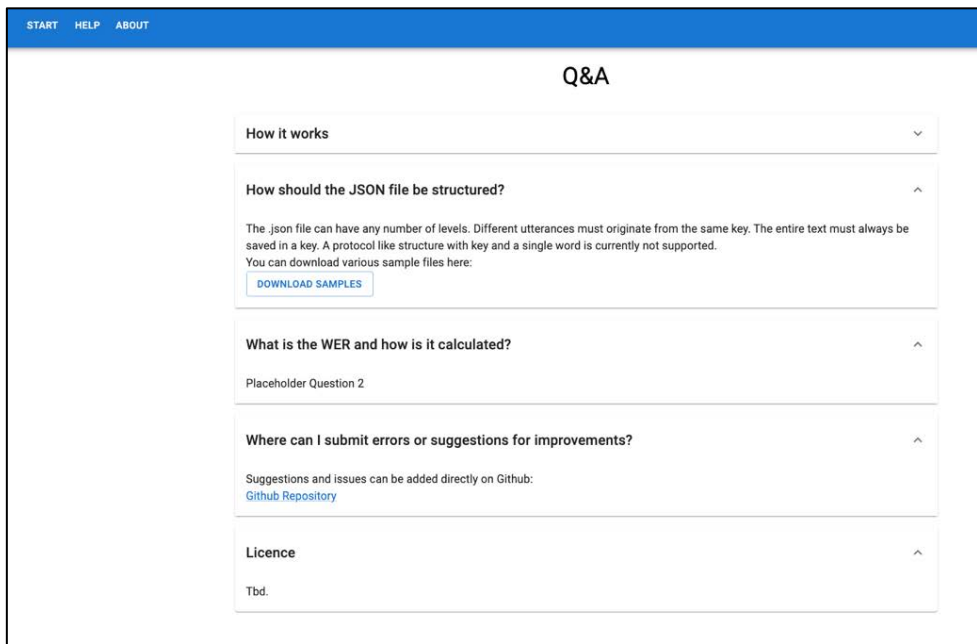 START HELP ABOUT
Q&A
How it works
How should the JSON file be structured?
The .json file can have any number of levels. Different utterances must originate from the same key. The entire text must always be
saved in a key. A protocol like structure with key and a single word is currently not supported.
You can download various sample files here:
DOWNLOAD SAMPLES
What is the WER and how is it calculated?
Placeholder Question 2
Where can I submit errors or suggestions for improvements?
Suggestions and issues can be added directly on Github:
Github Repository
Licence
Tbd.